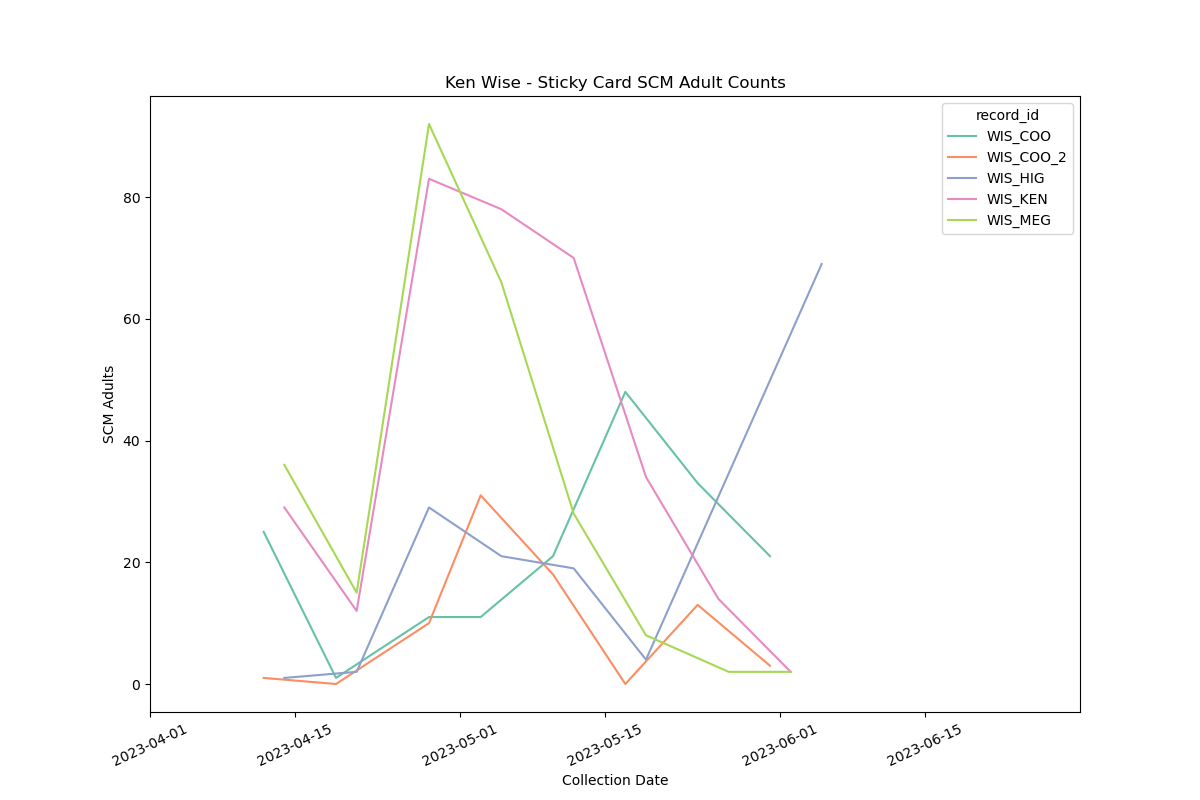 Ken Wise - Sticky Card SCM Adult Counts
record_id
WIS_COO
WIS_COO_2
WIS_HIG
WIS_KEN
WIS_MEG
80
60
40
20
0
SCM Adults
2023-04-01
2023-04-15
2023-05-01
2023-05-15
2023-06-01
2023-06-15
Collection Date